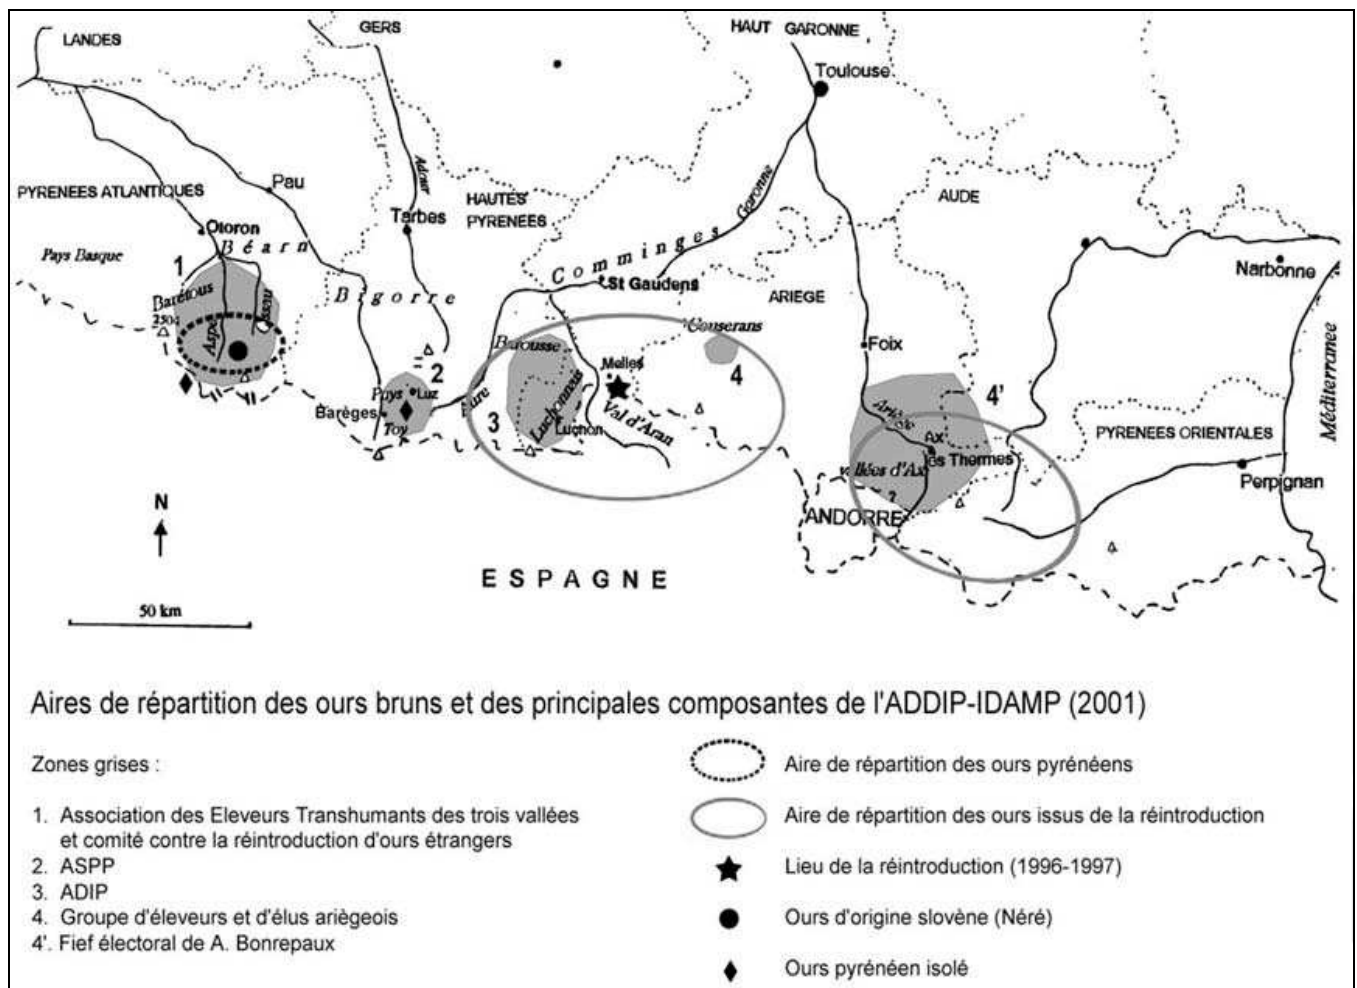 LANDES
GERS
HAUT GARONNE
Toulouse
PYRENEES ATLANTIQUES
Pau
Adour
HAUTES
PYRENÉES
Garonne
AUDE
Oloron
Tarbes
Béarn
Pays Basque
1
Comminges
St Gaudens
Narbonne
Barétous
Ossau
Bigorre
ARIEGE
Couserans
2504
Aspe
Barousse
Foix
Méditerranee
Melles
2
4
4'
Pays
Luz
Barèges
Toy
Aure
3
Luchonnais
Luchon
Val d'Aran
Ariège
Ax
les Thermes
Vallées d'Ax
?
PYRENEES ORIENTALES
Perpignan
ANDORRE
N
ESPAGNE
50 km
Aires de répartition des ours bruns et des principales composantes de l'ADDIP-IDAMP (2001)
Zones grises :
1. Association des Eleveurs Transhumants des trois vallées
et comité contre la réintroduction d'ours étrangers
2. ASPP
3. ADIP
4. Groupe d'éleveurs et d'élus ariègeois
4'. Fief électoral de A. Bonrepaux
Aire de répartition des ours pyrénéens
Aire de répartition des ours issus de la réintroduction
Lieu de la réintroduction (1996-1997)
Ours d'origine slovène (Néré)
Ours pyrénéen isolé